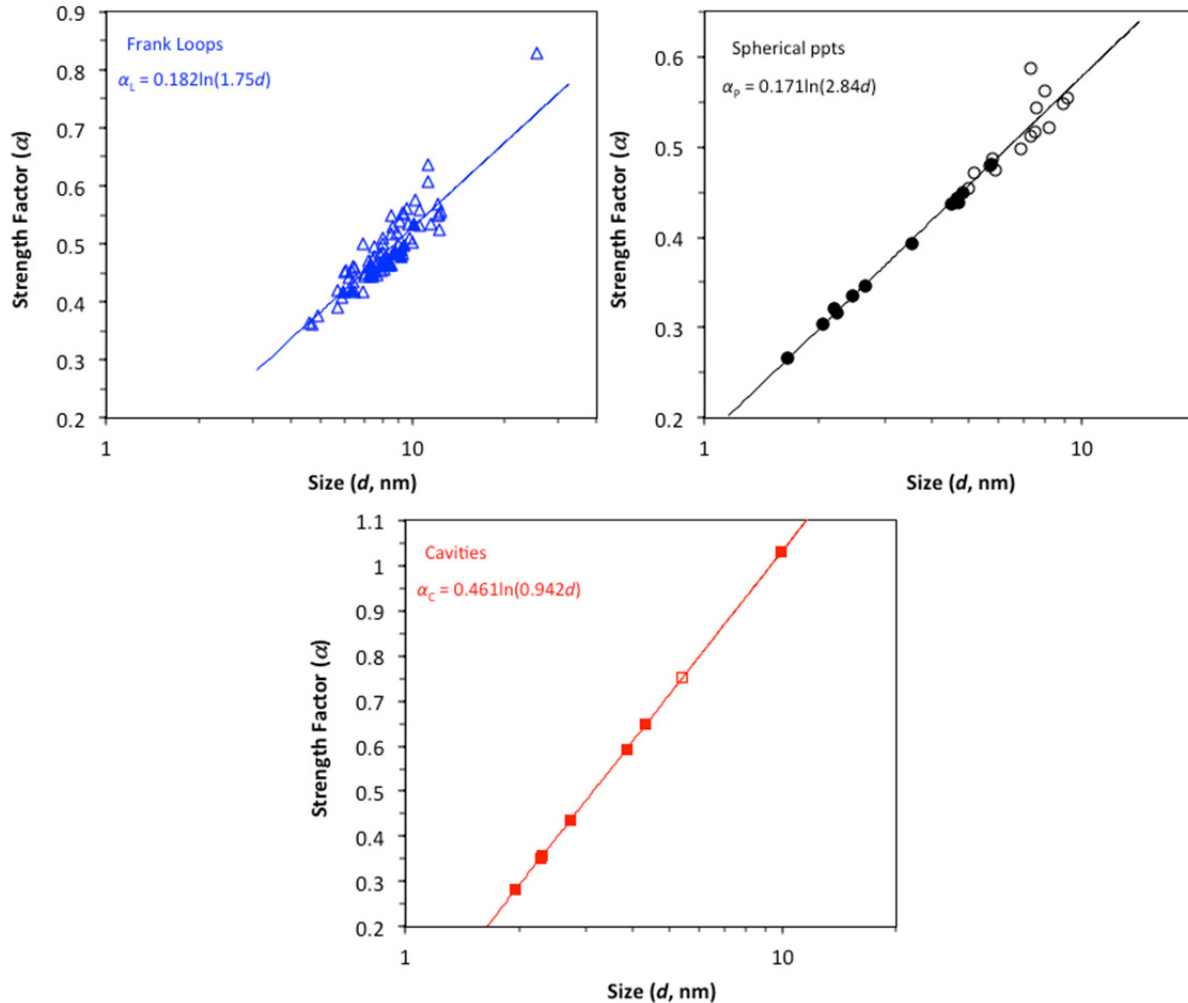 0.9
0.8
0.7
0.6
0.5
0.4
0.3
0.2
Strength Factor (α)
Frank Loops
α_L = 0.182ln(1.75d)
1
10
Size (d, nm)
0.6
0.5
0.4
0.3
0.2
Strength Factor (α)
Spherical ppts
α_P = 0.171ln(2.84d)
1
10
Size (d, nm)
1.1
1
0.9
0.8
0.7
0.6
0.5
0.4
0.3
0.2
Strength Factor (α)
Cavities
α_C = 0.461ln(0.942d)
1
10
Size (d, nm)